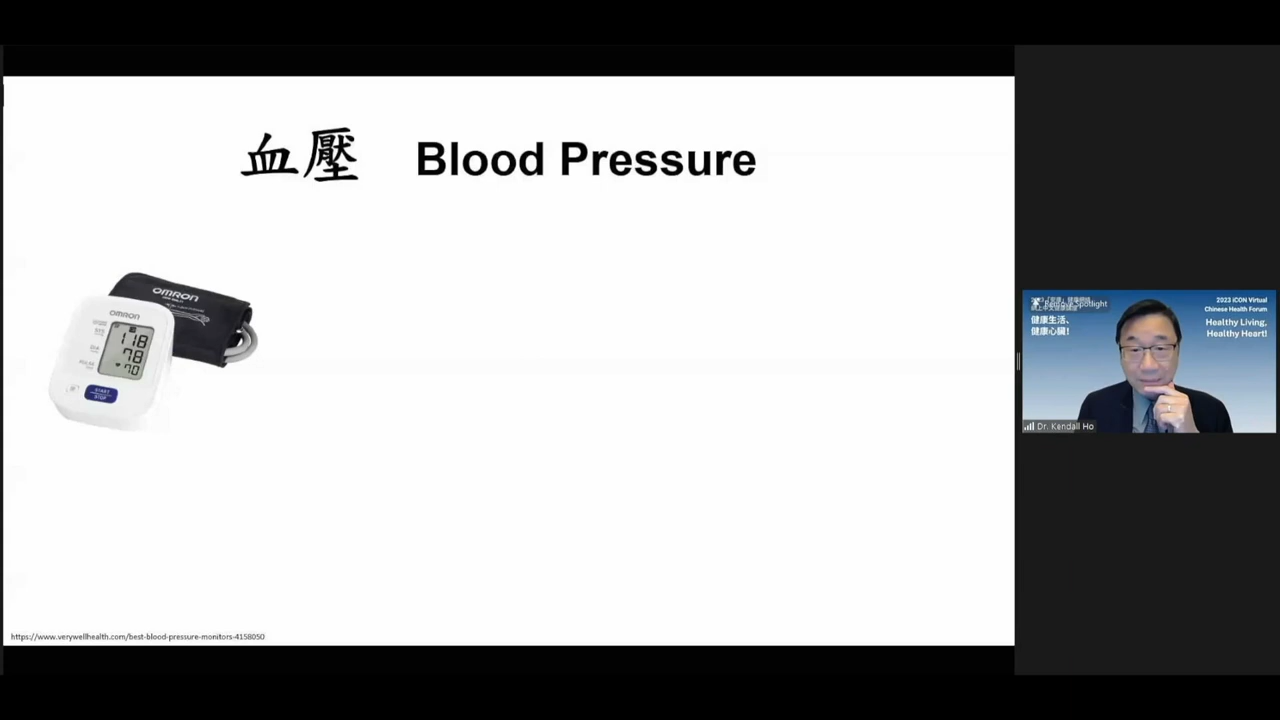 血壓 Blood Pressure
OMRON
OMRON
118
78
70
START
STOP
https://www.verywellhealth.com/best-blood-pressure-monitors-4158050
Remove Spotlight
健康生活、
健康心臟!
2023 iCON Virtual
Chinese Health Forum
Healthy Living,
Healthy Heart!
Dr. Kendall Ho